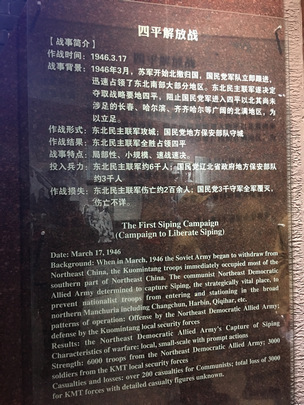 四平解放战
【战事简介】
作战时间：1946.3.17
战事背景：1946年3月，苏军开始北撤归国，国民党军队立即跟进，
迅速占领了东北南部大部分地区。东北民主联军遂决定
夺取战略要地四平，阻止国民党军进入四平以北其尚未
涉足的长春、哈尔滨、齐齐哈尔等广阔的北满地区，为
以立足。
作战形式：东北民主联军攻城；国民党地方保安部队守城
作战结果：东北民主联军全胜占领四平
战事特点：局部性、小规模、速战速决。
投入兵力：东北民主联军约6千人；国民党辽北省政府地方保安部队
约3千人
作战损失：东北民主联军伤亡约2百余人；国民党3千守军全军覆灭，
伤亡不详。
The First Siping Campaign
(Campaign to Liberate Siping)
Date: March 17, 1946
Background: When in March, 1946 the Soviet Army began to withdraw from
Northeast China, the Kuomintang troops immediately occupied most of the
southern part of Northeast China. The communist Northeast Democratic
Allied Army determined to capture Siping, the strategically vital place, to
prevent nationalist troops from entering and stationing in the broad
northern Manchuria including Changchun, Harbin, Qiqihar, etc.
patterns of operation: Offense by the Northeast Democratic Allied Army;
defense by the Kuomintang local security forces
Results: the Northeast Democratic Allied Army's Capture of Siping
Characteristics of warfare: local, small-scale with prompt actions
Strength: 6000 troops from the Northeast Democratic Allied Army; 3000
soldiers from the KMT local security forces
Casualties and losses: over 200 casualties for Communists; total loss of 3000
for KMT forces with detailed casualty figures unknown.